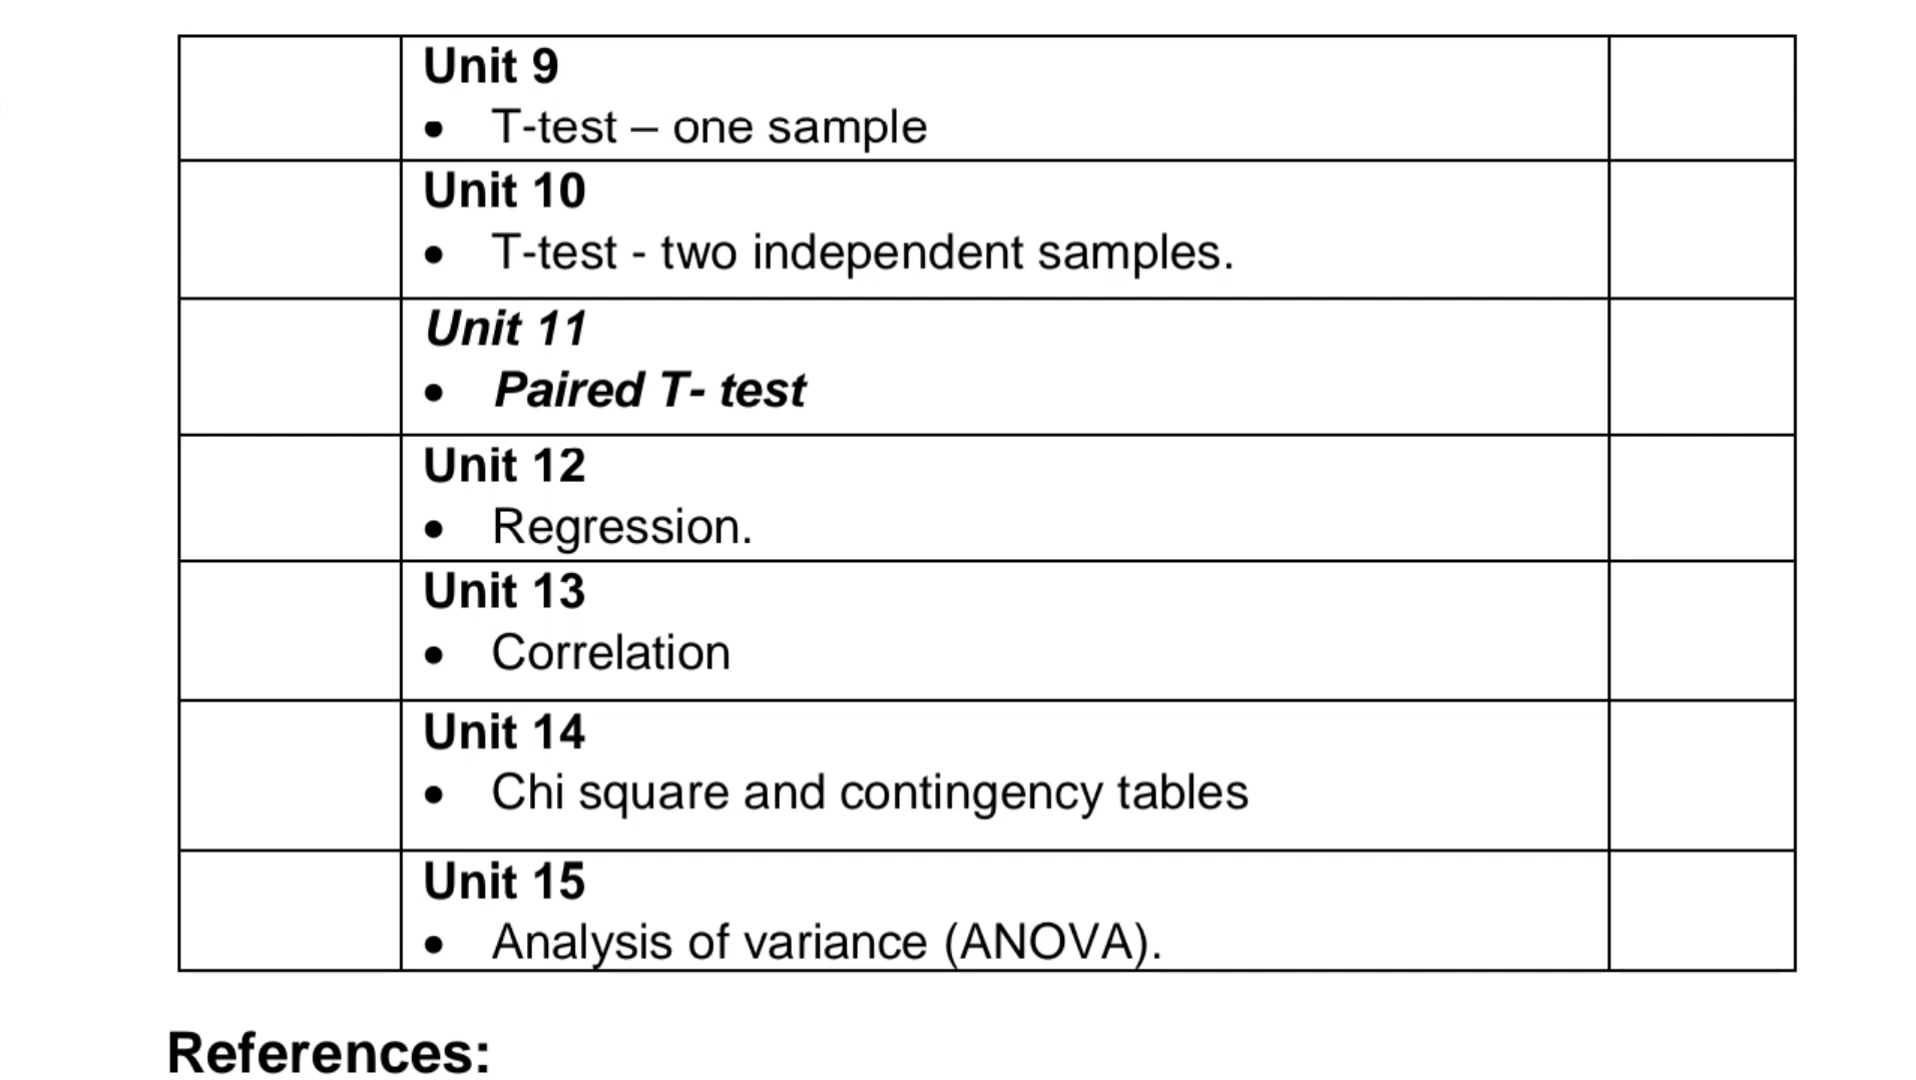 Unit 9
• T-test – one sample
Unit 10
• T-test - two independent samples.
Unit 11
• Paired T- test
Unit 12
• Regression.
Unit 13
• Correlation
Unit 14
• Chi square and contingency tables
Unit 15
• Analysis of variance (ANOVA).
References: